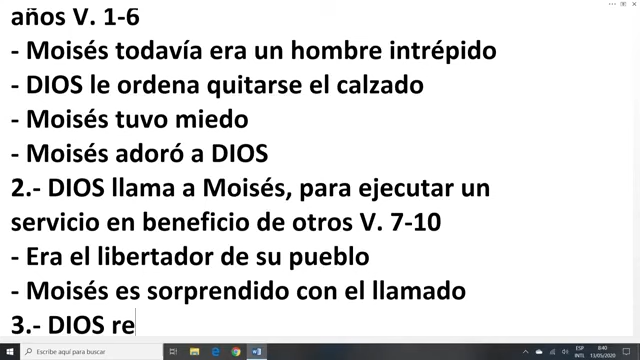 años V. 1-6
- Moisés todavía era un hombre intrépido
- DIOS le ordena quitarse el calzado
- Moisés tuvo miedo
- Moisés adoró a DIOS
2.- DIOS llama a Moisés, para ejecutar un
servicio en beneficio de otros V. 7-10
- Era el libertador de su pueblo
- Moisés es sorprendido con el llamado
3.- DIOS re
Escribe aquí para buscar
ESP
INTL
8:40
13/05/2020